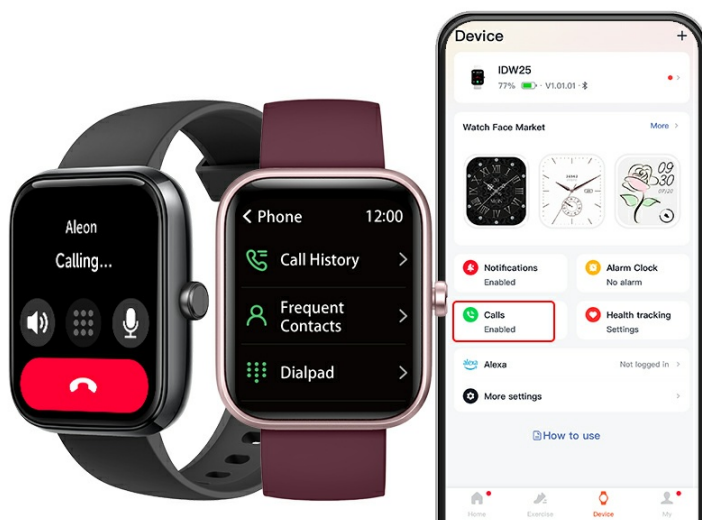 Aleon
Calling...
Phone 12:00
Call History
Frequent
Contacts
Dialpad
Device
IDW25
77% · V1.01.01 ·
Watch Face Market More
09
30
Notifications
Enabled
Alarm Clock
No alarm
Calls
Enabled
Health tracking
Settings
alexa
Alexa Not logged in
More settings
How to use
Home Exercise Device My